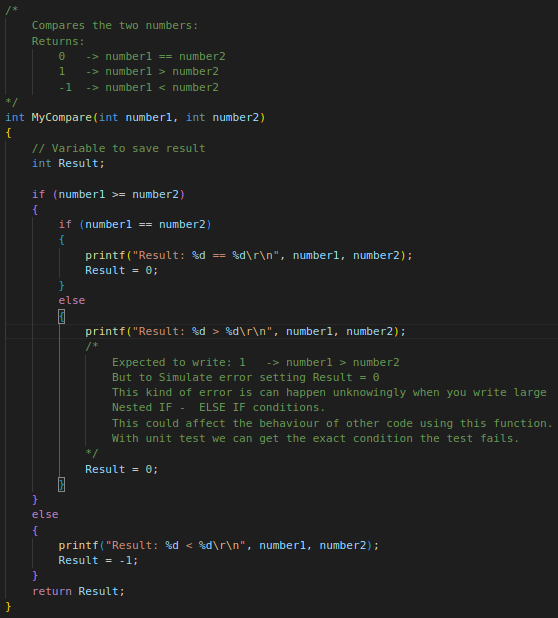 /*
    Compares the two numbers:
    Returns:
        0   -> number1 == number2
        1   -> number1 > number2
        -1  -> number1 < number2
*/
int MyCompare(int number1, int number2)
{
    // Variable to save result
    int Result;

    if (number1 >= number2)
    {
        if (number1 == number2)
        {
            printf("Result: %d == %d\r\n", number1, number2);
            Result = 0;
        }
        else
        {
            printf("Result: %d > %d\r\n", number1, number2);
            /*
                Expected to write: 1   -> number1 > number2
                But to Simulate error setting Result = 0
                This kind of error is can happen unknowingly when you write large
                Nested IF -  ELSE IF conditions.
                This could affect the behaviour of other code using this function.
                With unit test we can get the exact condition the test fails.
            */
            Result = 0;
        }
    }
    else
    {
        printf("Result: %d < %d\r\n", number1, number2);
        Result = -1;
    }
    return Result;
}